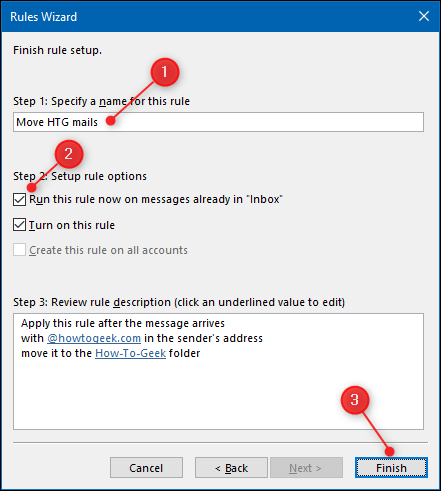 Rules Wizard
Finish rule setup.
1
Step 1: Specify a name for this rule
Move HTG mails
2
Step 2: Setup rule options
Run this rule now on messages already in "Inbox"
Turn on this rule
Create this rule on all accounts
Step 3: Review rule description (click an underlined value to edit)
Apply this rule after the message arrives
with @howtogeek.com in the sender's address
move it to the How-To-Geek folder
3
Cancel < Back Next > Finish